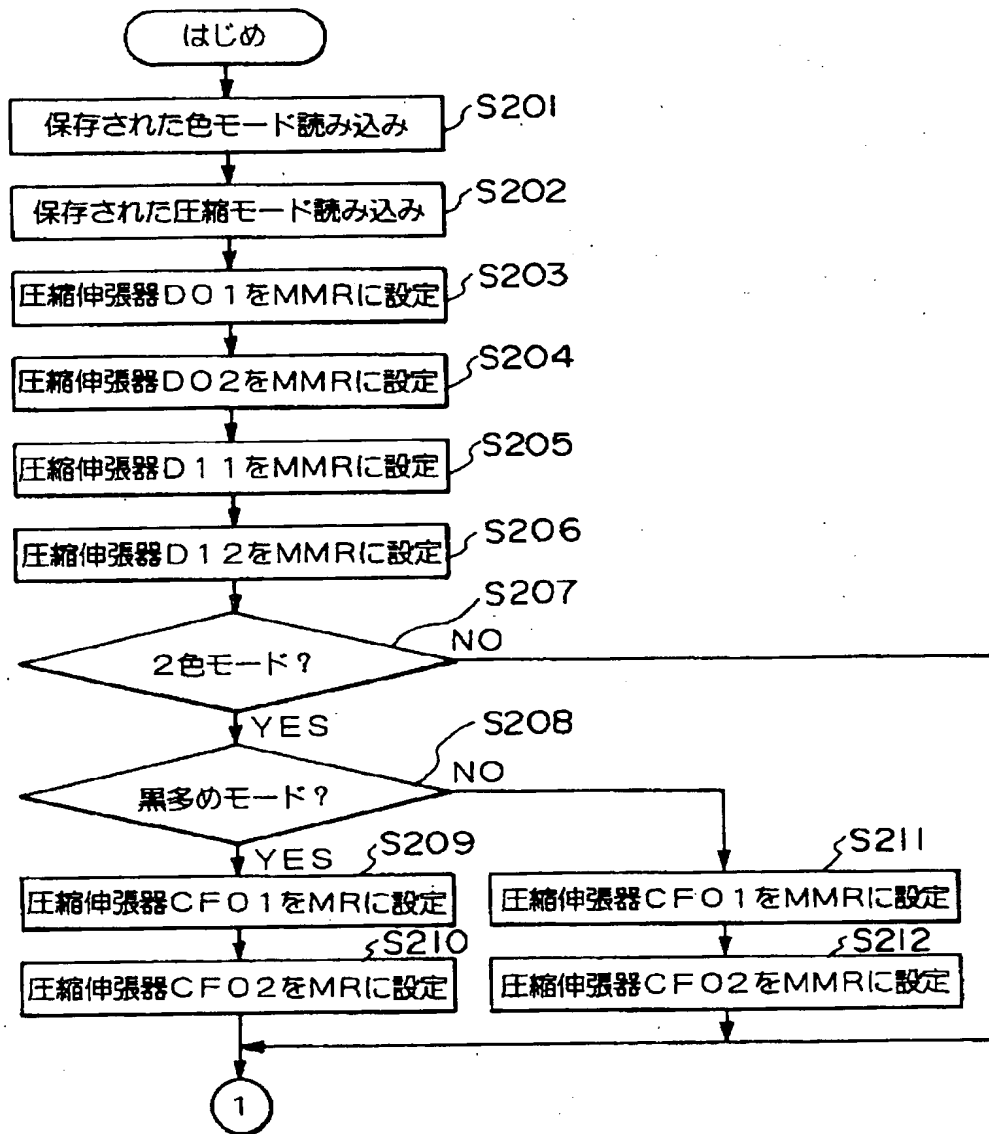 はじめ
保存された色モード読み込み
S201
保存された圧縮モード読み込み
S202
圧縮伸張器D01をMMRに設定
S203
圧縮伸張器D02をMMRに設定
S204
圧縮伸張器D11をMMRに設定
S205
圧縮伸張器D12をMMRに設定
S206
2色モード?
S207
NO
YES
黒多めモード?
S208
NO
YES
S209
圧縮伸張器CF01をMRに設定
S211
圧縮伸張器CF01をMMRに設定
S210
圧縮伸張器CF02をMRに設定
S212
圧縮伸張器CF02をMMRに設定
1